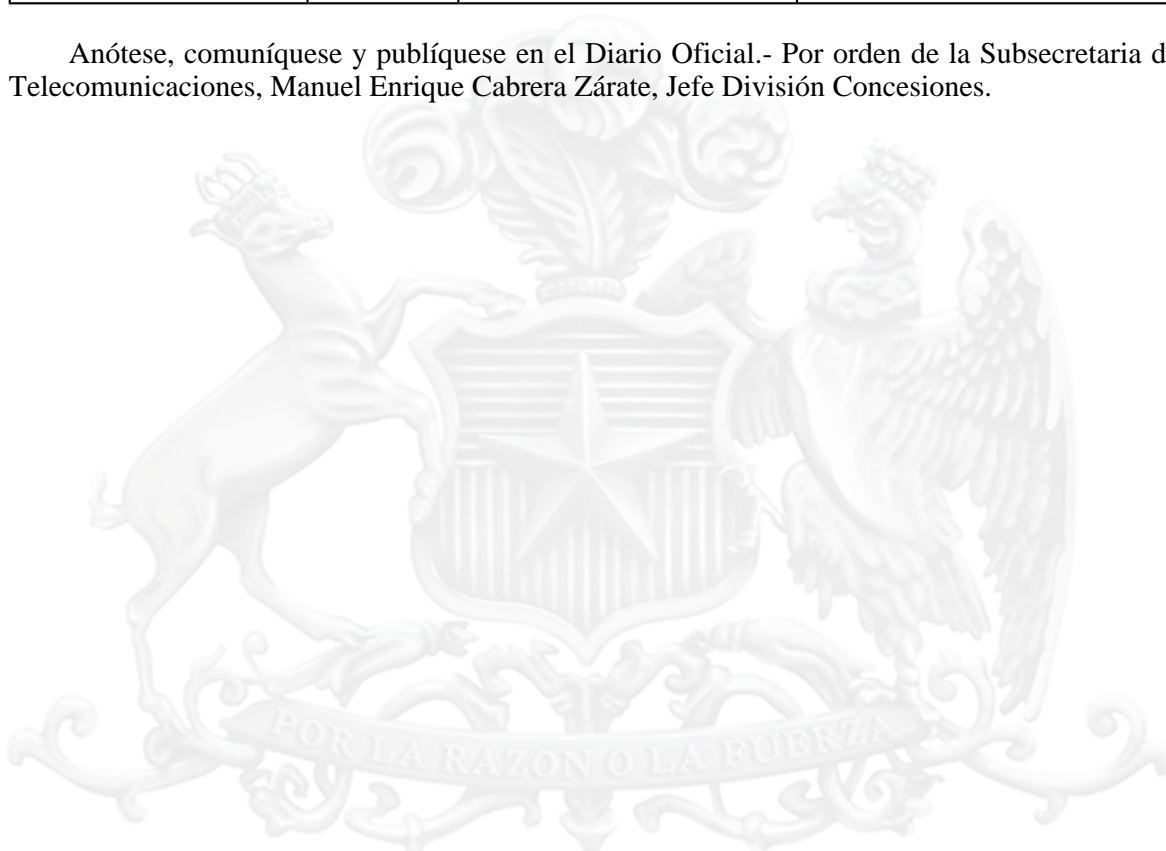 Anótese, comuníquese y publíquese en el Diario Oficial.- Por orden de la Subsecretaria d
Telecomunicaciones, Manuel Enrique Cabrera Zárate, Jefe División Concesiones.
POR LA RAZON O LA FUERZA